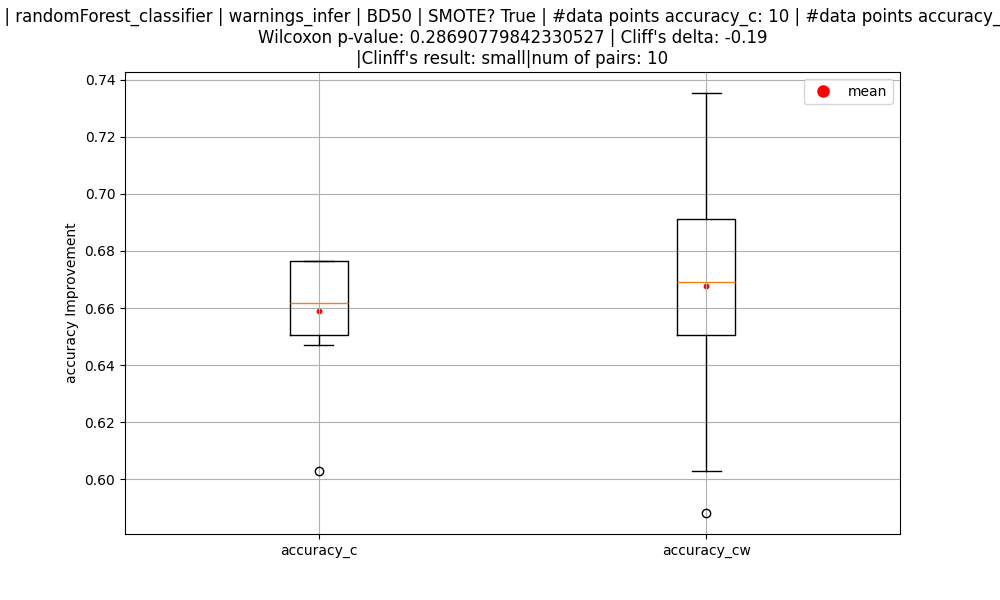 | randomForest_classifier | warnings_infer | BD50 | SMOTE? True | #data points accuracy_c: 10 | #data points accuracy_
Wilcoxon p-value: 0.28690779842330527 | Cliff's delta: -0.19
|Clinff's result: small|num of pairs: 10
mean
0.74
0.72
0.70
0.68
0.66
0.64
0.62
0.60
accuracy Improvement
accuracy_c
accuracy_cw